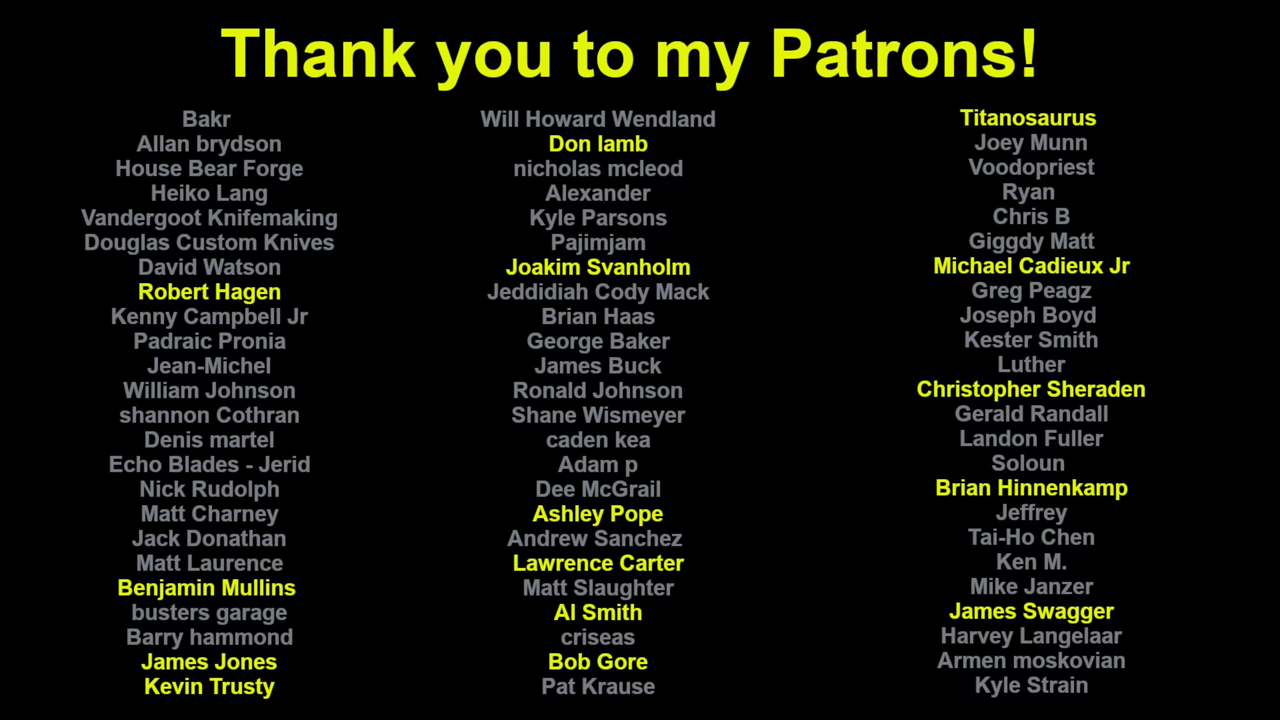 Thank you to my Patrons!
Bakr
Allan brydson
House Bear Forge
Heiko Lang
Vandergoot Knifemaking
Douglas Custom Knives
David Watson
Robert Hagen
Kenny Campbell Jr
Padraic Pronia
Jean-Michel
William Johnson
shannon Cothran
Denis martel
Echo Blades - Jerid
Nick Rudolph
Matt Charney
Jack Donathan
Matt Laurence
Benjamin Mullins
busters garage
Barry hammond
James Jones
Kevin Trusty
Will Howard Wendland
Don lamb
nicholas mcleod
Alexander
Kyle Parsons
Pajimjam
Joakim Svanholm
Jeddidiah Cody Mack
Brian Haas
George Baker
James Buck
Ronald Johnson
Shane Wismeyer
caden kea
Adam p
Dee McGrail
Ashley Pope
Andrew Sanchez
Lawrence Carter
Matt Slaughter
Al Smith
criseas
Bob Gore
Pat Krause
Titanosaurus
Joey Munn
Voodopriest
Ryan
Chris B
Giggdy Matt
Michael Cadieux Jr
Greg Peagz
Joseph Boyd
Kester Smith
Luther
Christopher Sheraden
Gerald Randall
Landon Fuller
Soloun
Brian Hinnenkamp
Jeffrey
Tai-Ho Chen
Ken M.
Mike Janzer
James Swagger
Harvey Langelaar
Armen moskovian
Kyle Strain